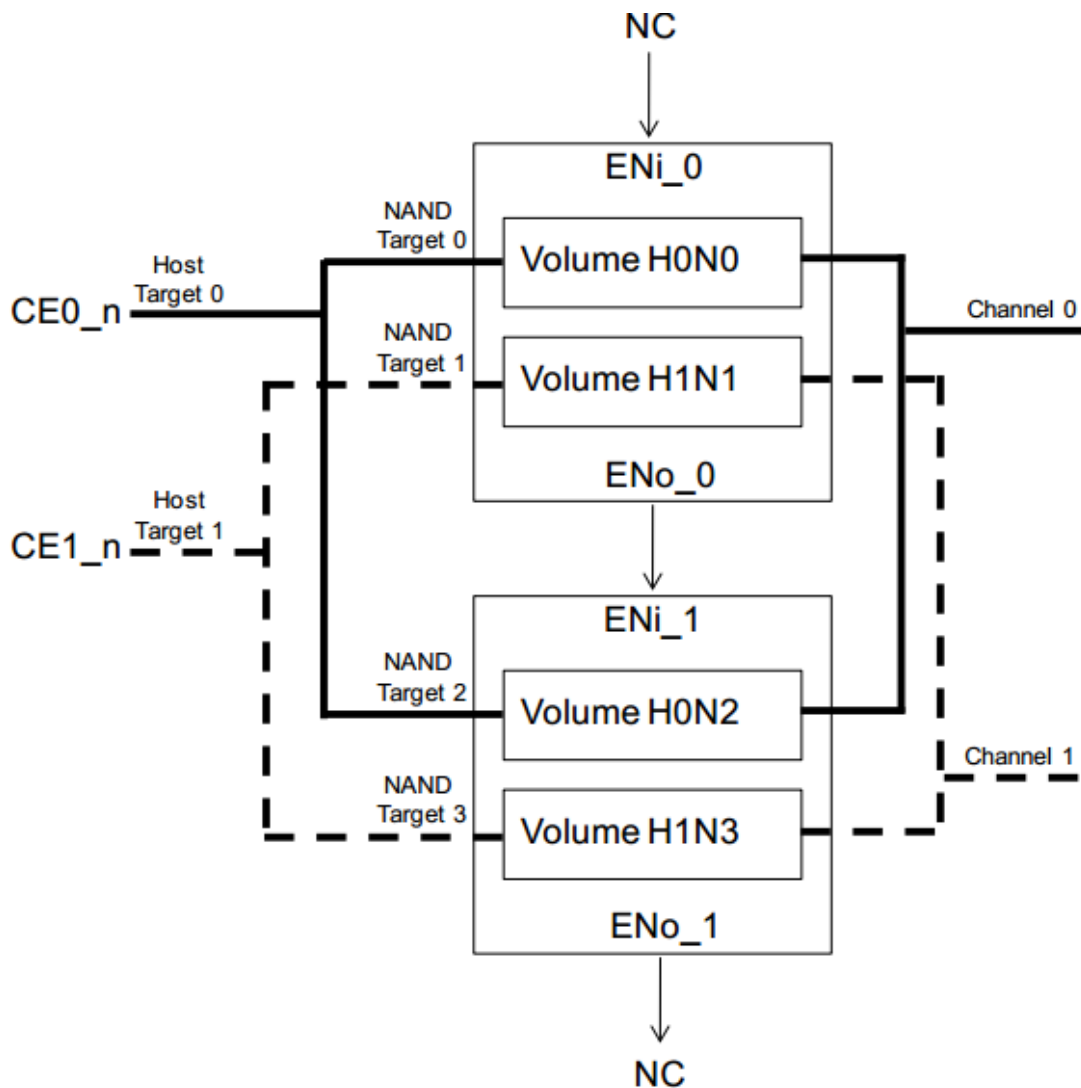 NC
ENi_0
NAND
Target 0
Volume H0N0
Host
Target 0
CE0_n
Channel 0
NAND
Target 1
Volume H1N1
ENo_0
Host
Target 1
CE1_n
ENi_1
NAND
Target 2
Volume H0N2
Channel 1
NAND
Target 3
Volume H1N3
ENo_1
NC